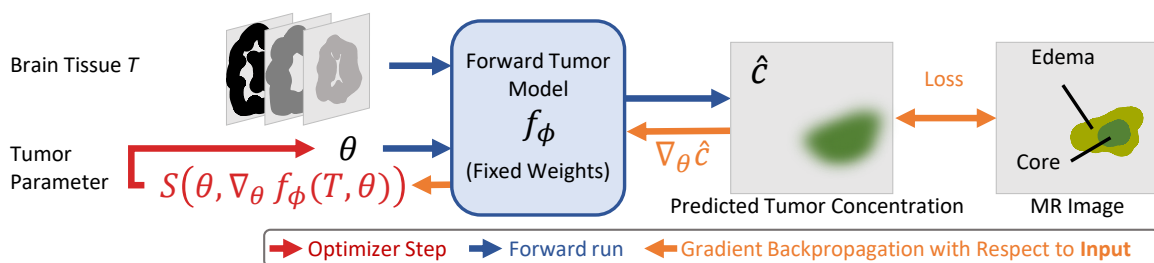 Brain Tissue T
Forward Tumor
Model
f_ϕ
(Fixed Weights)
ĉ
Loss
Edema
Core
Tumor
Parameter
θ
S(θ, ∇_θ f_ϕ(T, θ))
∇_θ ĉ
Predicted Tumor Concentration
MR Image
Optimizer Step
Forward run
Gradient Backpropagation with Respect to Input